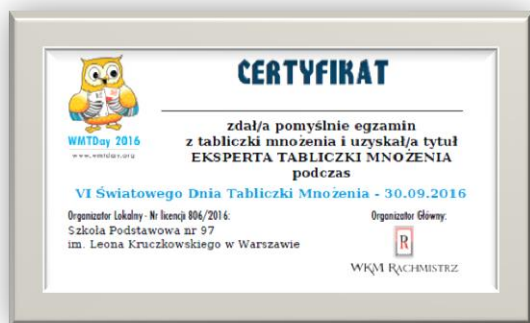 CERTYFIKAT
WMTDay 2016
www.wmtday.org
zdał/a pomyślnie egzamin
z tabliczki mnożenia i uzyskał/a tytuł
EKSPERTA TABLICZKI MNOŻENIA
podczas
VI Światowego Dnia Tabliczki Mnożenia - 30.09.2016
Organizator Lokalny - Nr licencji 806/2016:
Szkoła Podstawowa nr 97
im. Leona Kruczkowskiego w Warszawie
Organizator Główny:
R
WKM RACHMISTRZ